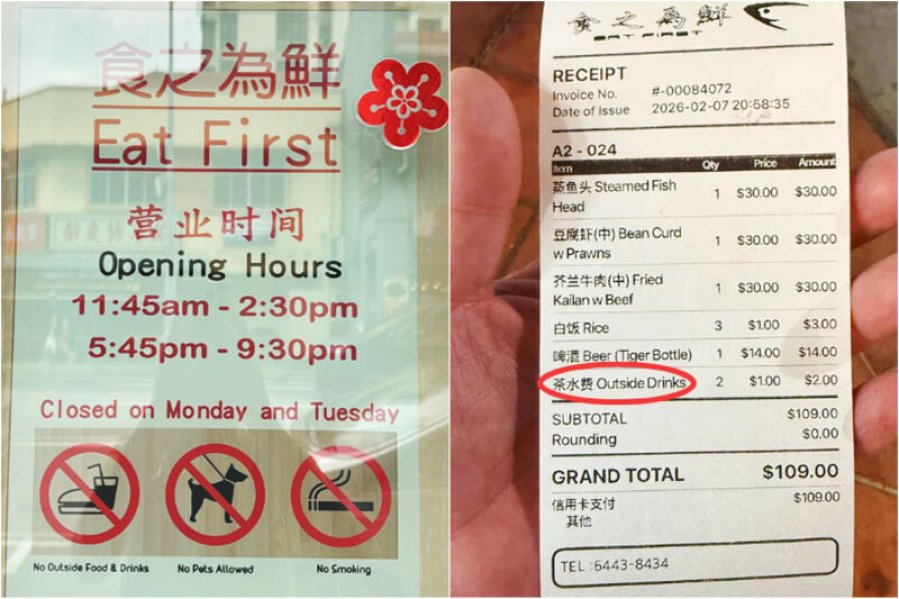 食之為鮮
Eat First
营业时间
Opening Hours
11:45am - 2:30pm
5:45pm - 9:30pm
Closed on Monday and Tuesday
No Outside Food & Drinks No Pets Allowed No Smoking
食之為鮮
EAT FIRST
RECEIPT
Invoice No. #-00084072
Date of Issue 2026-02-07 20:58:35
A2 - 024
Item Qty Price Amount
蒸鱼头 Steamed Fish 1 $30.00 $30.00
Head
豆腐虾(中) Bean Curd 1 $30.00 $30.00
w Prawns
芥兰牛肉(中) Fried 1 $30.00 $30.00
Kailan w Beef
白饭 Rice 3 $1.00 $3.00
啤酒 Beer (Tiger Bottle) 1 $14.00 $14.00
茶水费 Outside Drinks 2 $1.00 $2.00
SUBTOTAL $109.00
Rounding $0.00
GRAND TOTAL $109.00
信用卡支付 $109.00
其他
TEL :6443-8434